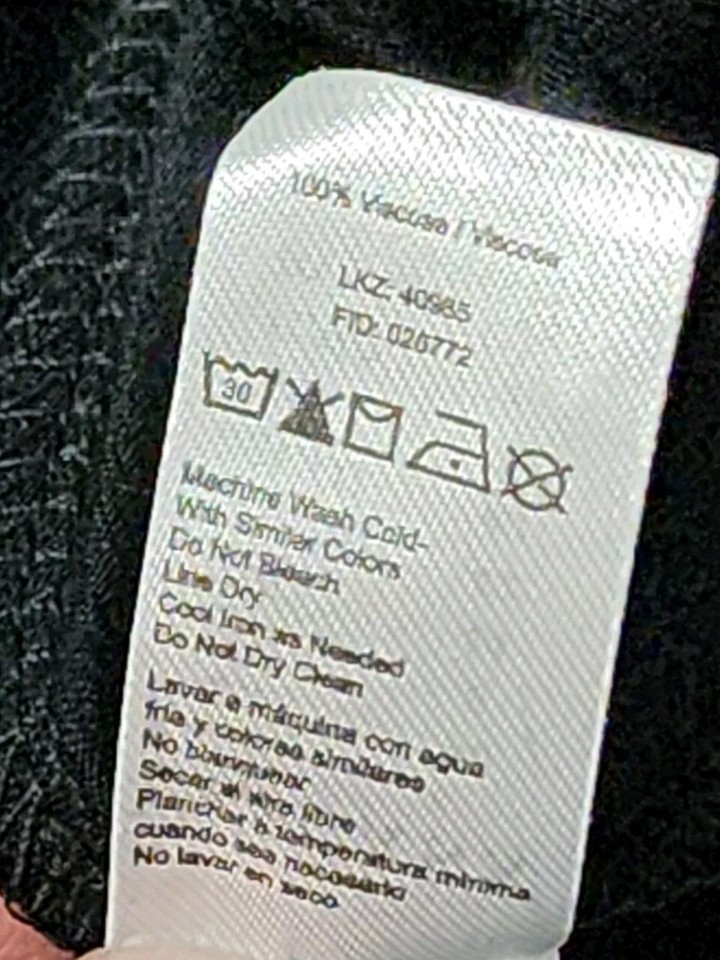 100% Viscose / Viscosa
LKZ: 40965
FID: 026772
30
Machine Wash Cold-
With Similar Colors
Do Not Bleach
Line Dry
Cool Iron as Needed
Do Not Dry Clean
Lavar a máquina con agua
fría y colores similares
No blanquear
Secar al aire libre
Planchar a temperatura mínima
cuando sea necesario
No lavar en seco